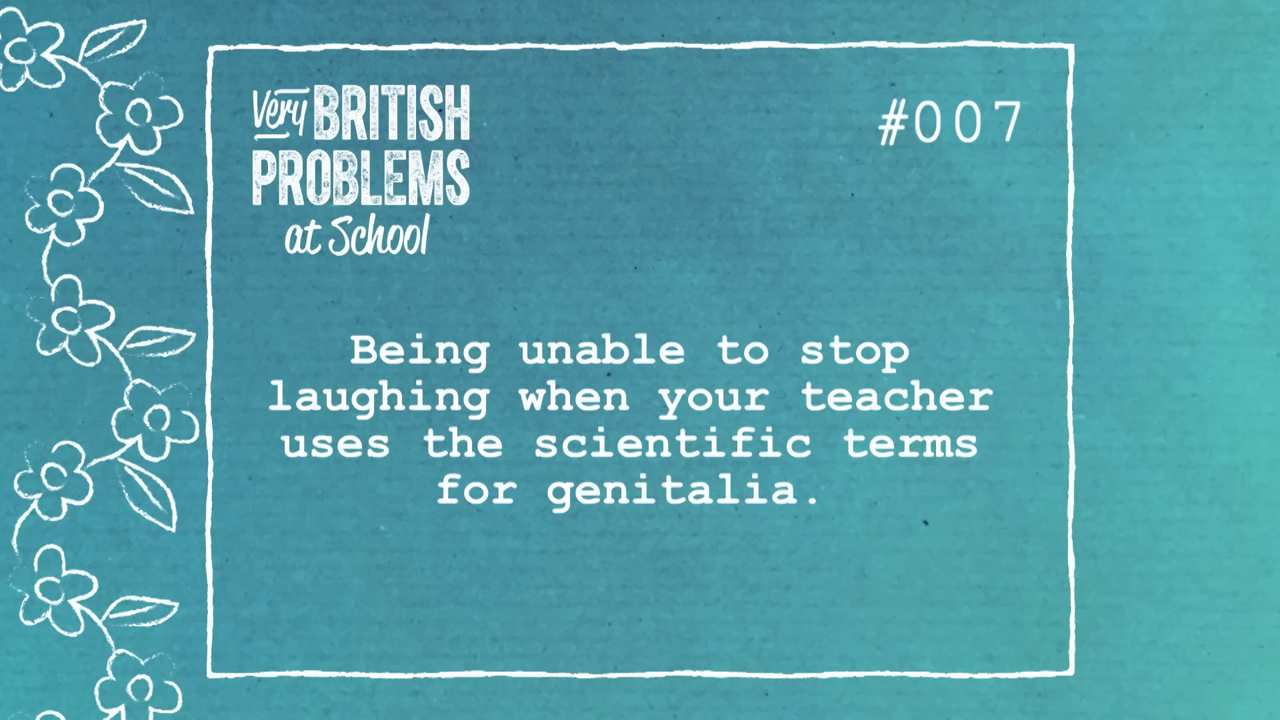 Very BRITISH
PROBLEMS
at School
#007
Being unable to stop
laughing when your teacher
uses the scientific terms
for genitalia.